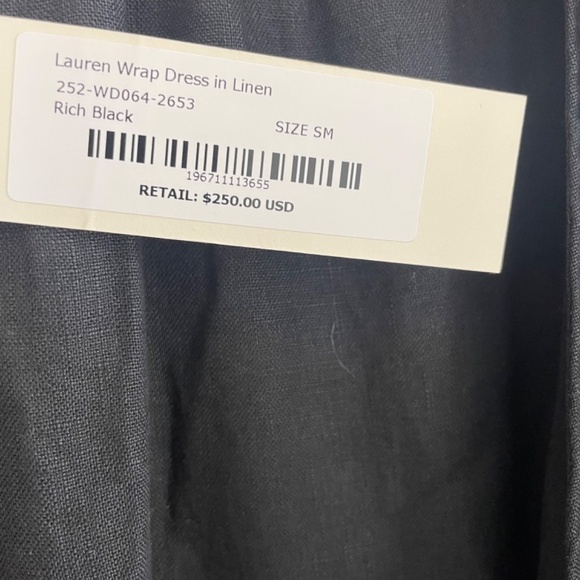 Lauren Wrap Dress in Linen
252-WD064-2653
Rich Black
SIZE SM
196711113655
RETAIL: $250.00 USD